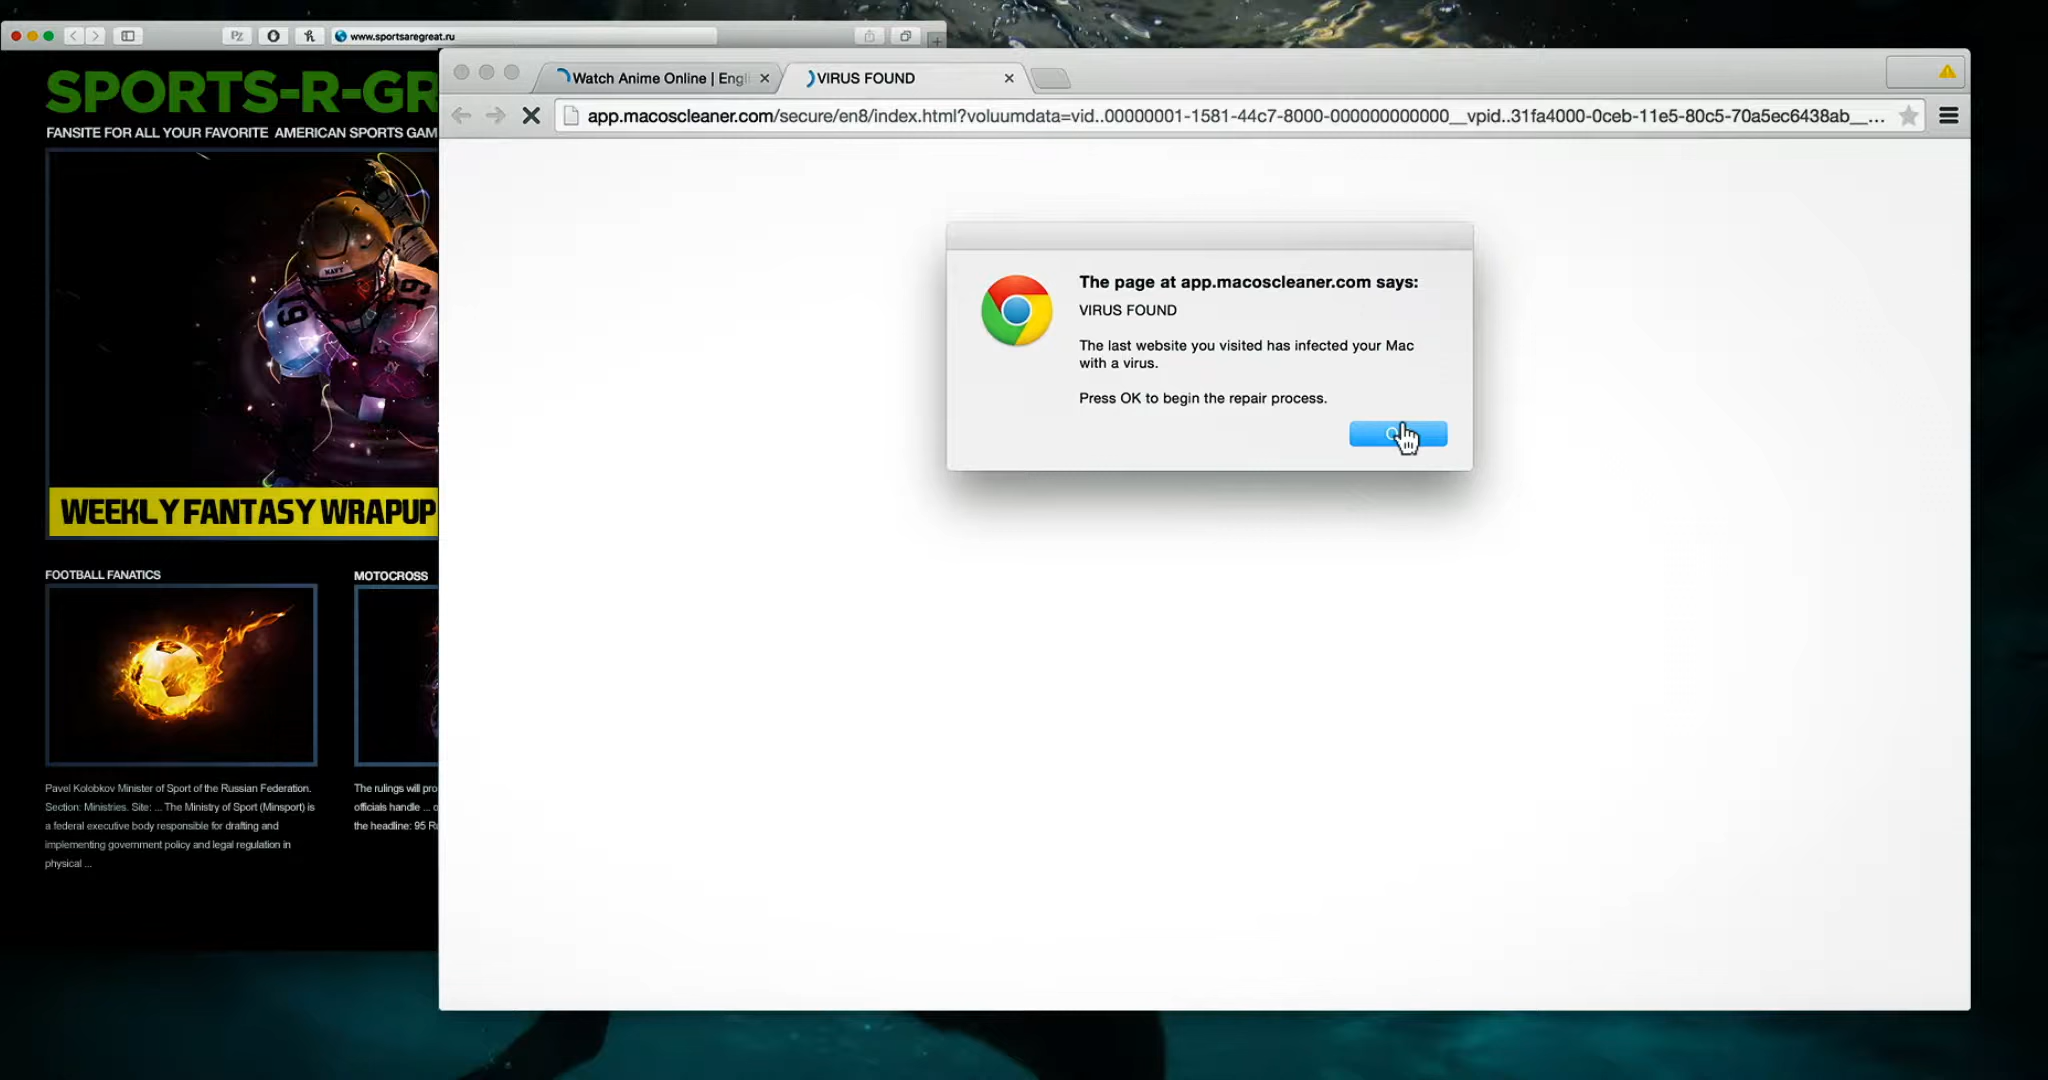 Pz
www.sportsaregreat.ru
SPORTS-R-GR
FANSITE FOR ALL YOUR FAVORITE AMERICAN SPORTS GAM
NAVY
19
19
WEEKLY FANTASY WRAPUP
FOOTBALL FANATICS
MOTOCROSS
Pavel Kolobkov Minister of Sport of the Russian Federation.
Section: Ministries. Site: ... The Ministry of Sport (Minsport) is
a federal executive body responsible for drafting and
implementing government policy and legal regulation in
physical ...
The rulings will pro
officials handle ... o
the headline: 95 R
Watch Anime Online | Engli
VIRUS FOUND
app.macoscleaner.com/secure/en8/index.html?voluumdata=vid..00000001-1581-44c7-8000-000000000000__vpid..31fa4000-0ceb-11e5-80c5-70a5ec6438ab__...
The page at app.macoscleaner.com says:
VIRUS FOUND
The last website you visited has infected your Mac
with a virus.
Press OK to begin the repair process.